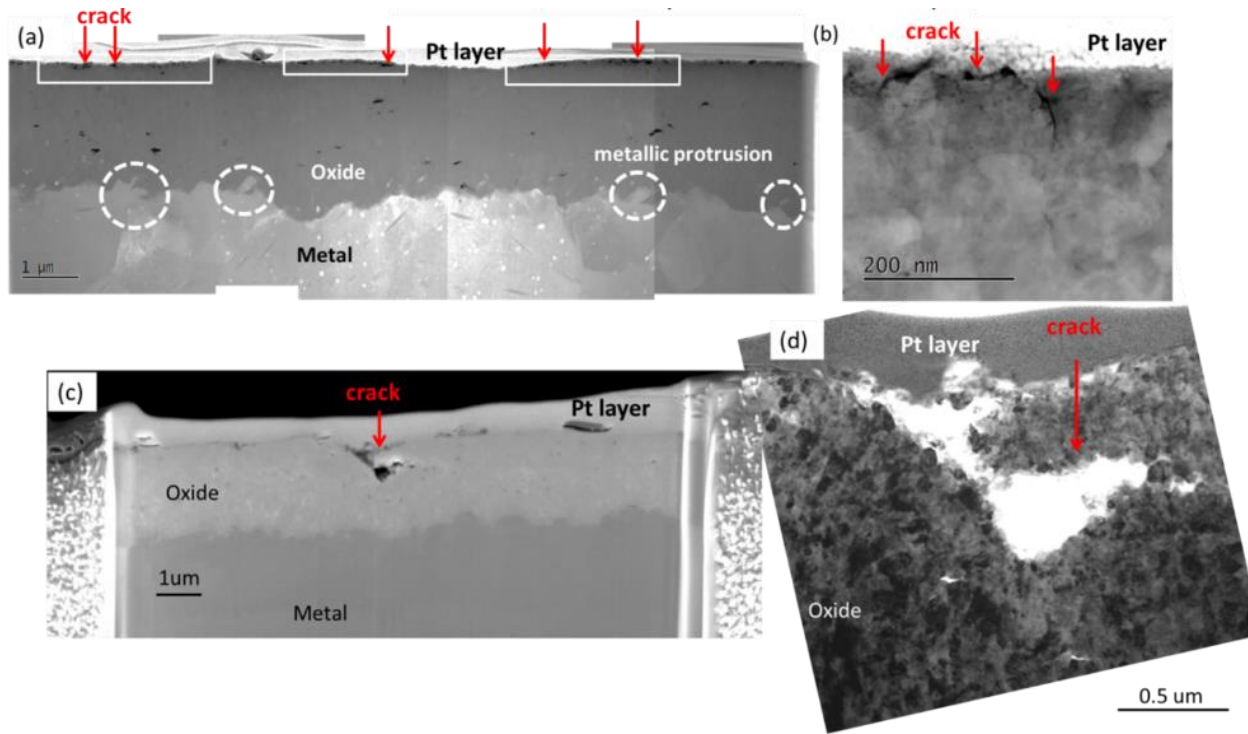 (a)
crack
Pt layer
Oxide
metallic protrusion
Metal
1 μm
(b)
crack
Pt layer
200 nm
(c)
crack
Pt layer
Oxide
1um
Metal
(d)
Pt layer
crack
Oxide
0.5 um